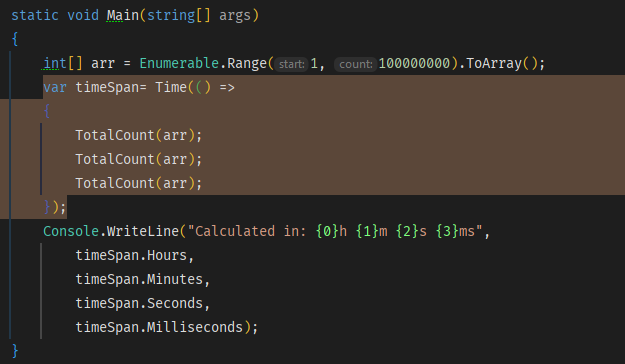 static void Main(string[] args)
{
int[] arr = Enumerable.Range( start: 1, count: 100000000).ToArray();
var timeSpan= Time(() =>
{
TotalCount(arr);
TotalCount(arr);
TotalCount(arr);
});
Console.WriteLine("Calculated in: {0}h {1}m {2}s {3}ms",
timeSpan.Hours,
timeSpan.Minutes,
timeSpan.Seconds,
timeSpan.Milliseconds);
}